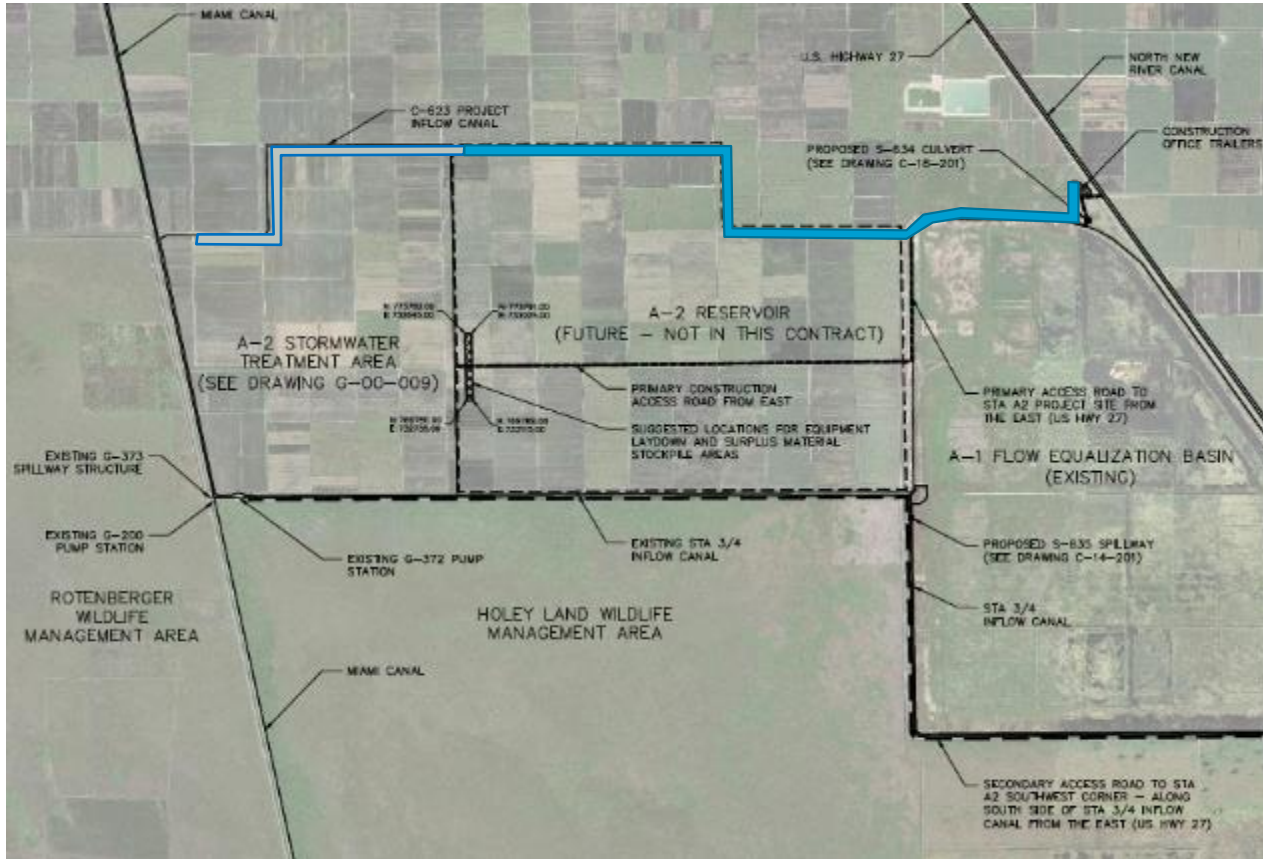 MIAMI CANAL
U.S. HIGHWAY 27
NORTH NEW
RIVER CANAL
C-623 PROJECT
INFLOW CANAL
CONSTRUCTION
OFFICE TRAILERS
PROPOSED S-634 CULVERT
(SEE DRAWING C-16-201)
A-2 RESERVOIR
(FUTURE - NOT IN THIS CONTRACT)
A-2 STORMWATER
TREATMENT AREA
(SEE DRAWING G-00-009)
PRIMARY CONSTRUCTION
ACCESS ROAD FROM EAST
PRIMARY ACCESS ROAD TO
STA A2 PROJECT SITE FROM
THE EAST (US HWY 27)
SUGGESTED LOCATIONS FOR EQUIPMENT
LAYDOWN AND SURPLUS MATERIAL
STOCKPILE AREAS
A-1 FLOW EQUALIZATION BASIN
(EXISTING)
EXISTING G-373
SPILLWAY STRUCTURE
EXISTING G-200
PUMP STATION
EXISTING G-372 PUMP
STATION
EXISTING STA 3/4
INFLOW CANAL
PROPOSED S-635 SPILLWAY
(SEE DRAWING C-14-201)
ROTENBERGER
WILDLIFE
MANAGEMENT AREA
HOLEY LAND WILDLIFE
MANAGEMENT AREA
STA 3/4
INFLOW CANAL
MIAMI CANAL
SECONDARY ACCESS ROAD TO STA
A2 SOUTHWEST CORNER - ALONG
SOUTH SIDE OF STA 3/4 INFLOW
CANAL FROM THE EAST (US HWY 27)